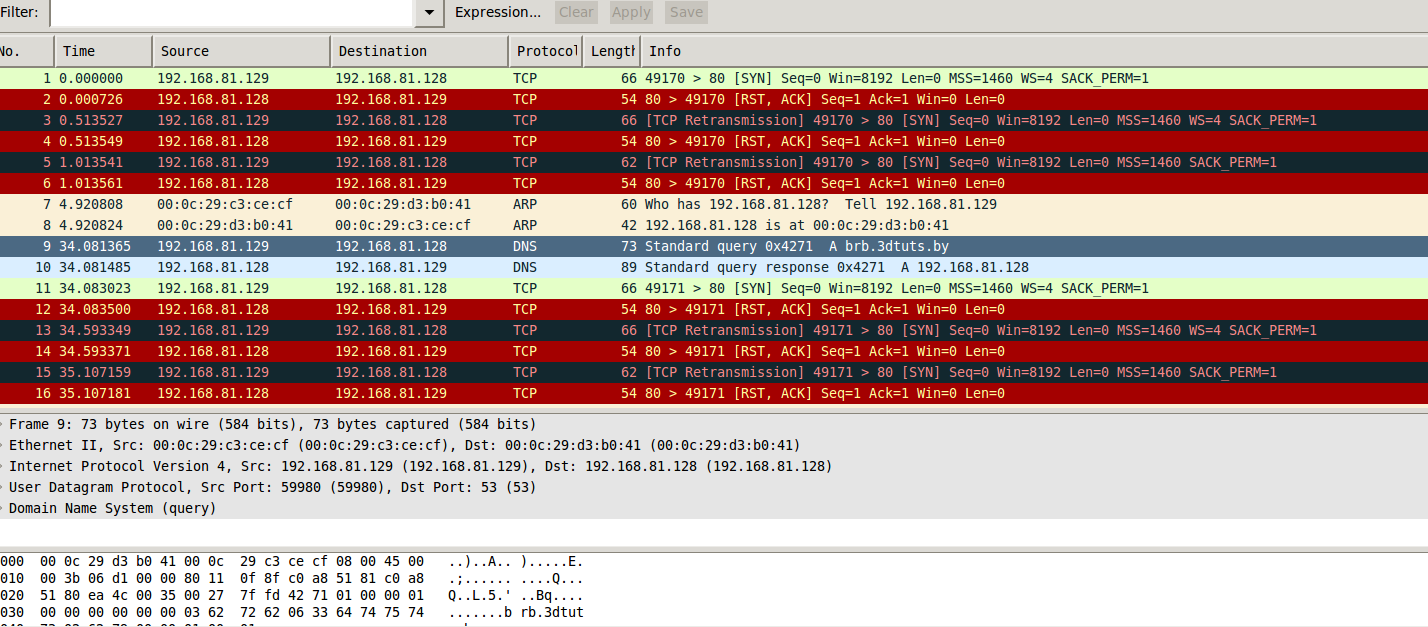 Filter: Expression... Clear Apply Save
No. Time Source Destination Protocol Length Info
1 0.000000 192.168.81.129 192.168.81.128 TCP 66 49170 > 80 [SYN] Seq=0 Win=8192 Len=0 MSS=1460 WS=4 SACK_PERM=1
2 0.000726 192.168.81.128 192.168.81.129 TCP 54 80 > 49170 [RST, ACK] Seq=1 Ack=1 Win=0 Len=0
3 0.513527 192.168.81.129 192.168.81.128 TCP 66 [TCP Retransmission] 49170 > 80 [SYN] Seq=0 Win=8192 Len=0 MSS=1460 WS=4 SACK_PERM=1
4 0.513549 192.168.81.128 192.168.81.129 TCP 54 80 > 49170 [RST, ACK] Seq=1 Ack=1 Win=0 Len=0
5 1.013541 192.168.81.129 192.168.81.128 TCP 62 [TCP Retransmission] 49170 > 80 [SYN] Seq=0 Win=8192 Len=0 MSS=1460 SACK_PERM=1
6 1.013561 192.168.81.128 192.168.81.129 TCP 54 80 > 49170 [RST, ACK] Seq=1 Ack=1 Win=0 Len=0
7 4.920808 00:0c:29:c3:ce:cf 00:0c:29:d3:b0:41 ARP 60 Who has 192.168.81.128? Tell 192.168.81.129
8 4.920824 00:0c:29:d3:b0:41 00:0c:29:c3:ce:cf ARP 42 192.168.81.128 is at 00:0c:29:d3:b0:41
9 34.081365 192.168.81.129 192.168.81.128 DNS 73 Standard query 0x4271 A brb.3dtuts.by
10 34.081485 192.168.81.128 192.168.81.129 DNS 89 Standard query response 0x4271 A 192.168.81.128
11 34.083023 192.168.81.129 192.168.81.128 TCP 66 49171 > 80 [SYN] Seq=0 Win=8192 Len=0 MSS=1460 WS=4 SACK_PERM=1
12 34.083500 192.168.81.128 192.168.81.129 TCP 54 80 > 49171 [RST, ACK] Seq=1 Ack=1 Win=0 Len=0
13 34.593349 192.168.81.129 192.168.81.128 TCP 66 [TCP Retransmission] 49171 > 80 [SYN] Seq=0 Win=8192 Len=0 MSS=1460 WS=4 SACK_PERM=1
14 34.593371 192.168.81.128 192.168.81.129 TCP 54 80 > 49171 [RST, ACK] Seq=1 Ack=1 Win=0 Len=0
15 35.107159 192.168.81.129 192.168.81.128 TCP 62 [TCP Retransmission] 49171 > 80 [SYN] Seq=0 Win=8192 Len=0 MSS=1460 SACK_PERM=1
16 35.107181 192.168.81.128 192.168.81.129 TCP 54 80 > 49171 [RST, ACK] Seq=1 Ack=1 Win=0 Len=0
Frame 9: 73 bytes on wire (584 bits), 73 bytes captured (584 bits)
Ethernet II, Src: 00:0c:29:c3:ce:cf (00:0c:29:c3:ce:cf), Dst: 00:0c:29:d3:b0:41 (00:0c:29:d3:b0:41)
Internet Protocol Version 4, Src: 192.168.81.129 (192.168.81.129), Dst: 192.168.81.128 (192.168.81.128)
User Datagram Protocol, Src Port: 59980 (59980), Dst Port: 53 (53)
Domain Name System (query)
000 00 0c 29 d3 b0 41 00 0c 29 c3 ce cf 08 00 45 00 ..)..A.. ).....E.
010 00 3b 06 d1 00 00 80 11 0f 8f c0 a8 51 81 c0 a8 .;...... ....Q...
020 51 80 ea 4c 00 35 00 27 7f fd 42 71 01 00 00 01 Q..L.5.' ..Bq....
030 00 00 00 00 00 00 03 62 72 62 06 33 64 74 75 74 .......b rb.3dtut